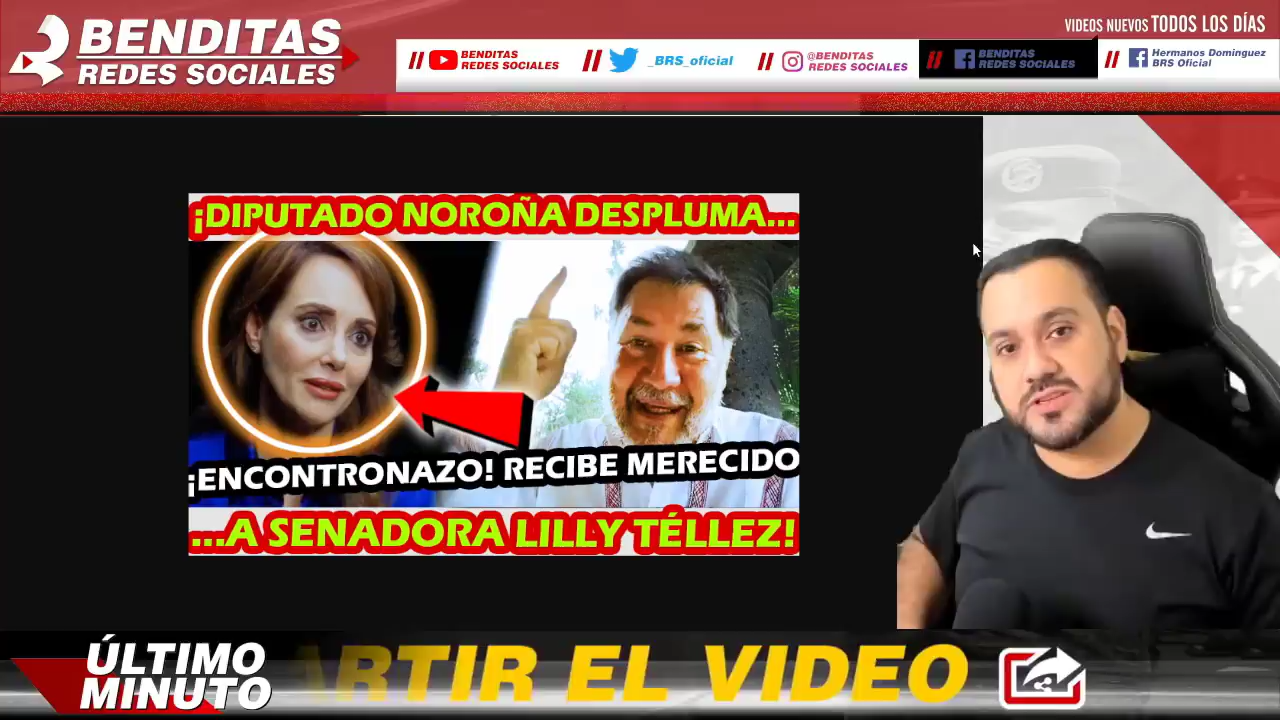 BENDITAS
REDES SOCIALES
VIDEOS NUEVOS TODOS LOS DÍAS
// BENDITAS
REDES SOCIALES
// _BRS_oficial
// @BENDITAS
REDES SOCIALES
// BENDITAS
REDES SOCIALES
// Hermanos Dominguez
BRS Oficial
¡DIPUTADO NOROÑA DESPLUMA...
¡ENCONTRONAZO! RECIBE MERECIDO
...A SENADORA LILLY TÉLLEZ!
ÚLTIMO
MINUTO
ARTIR EL VIDEO